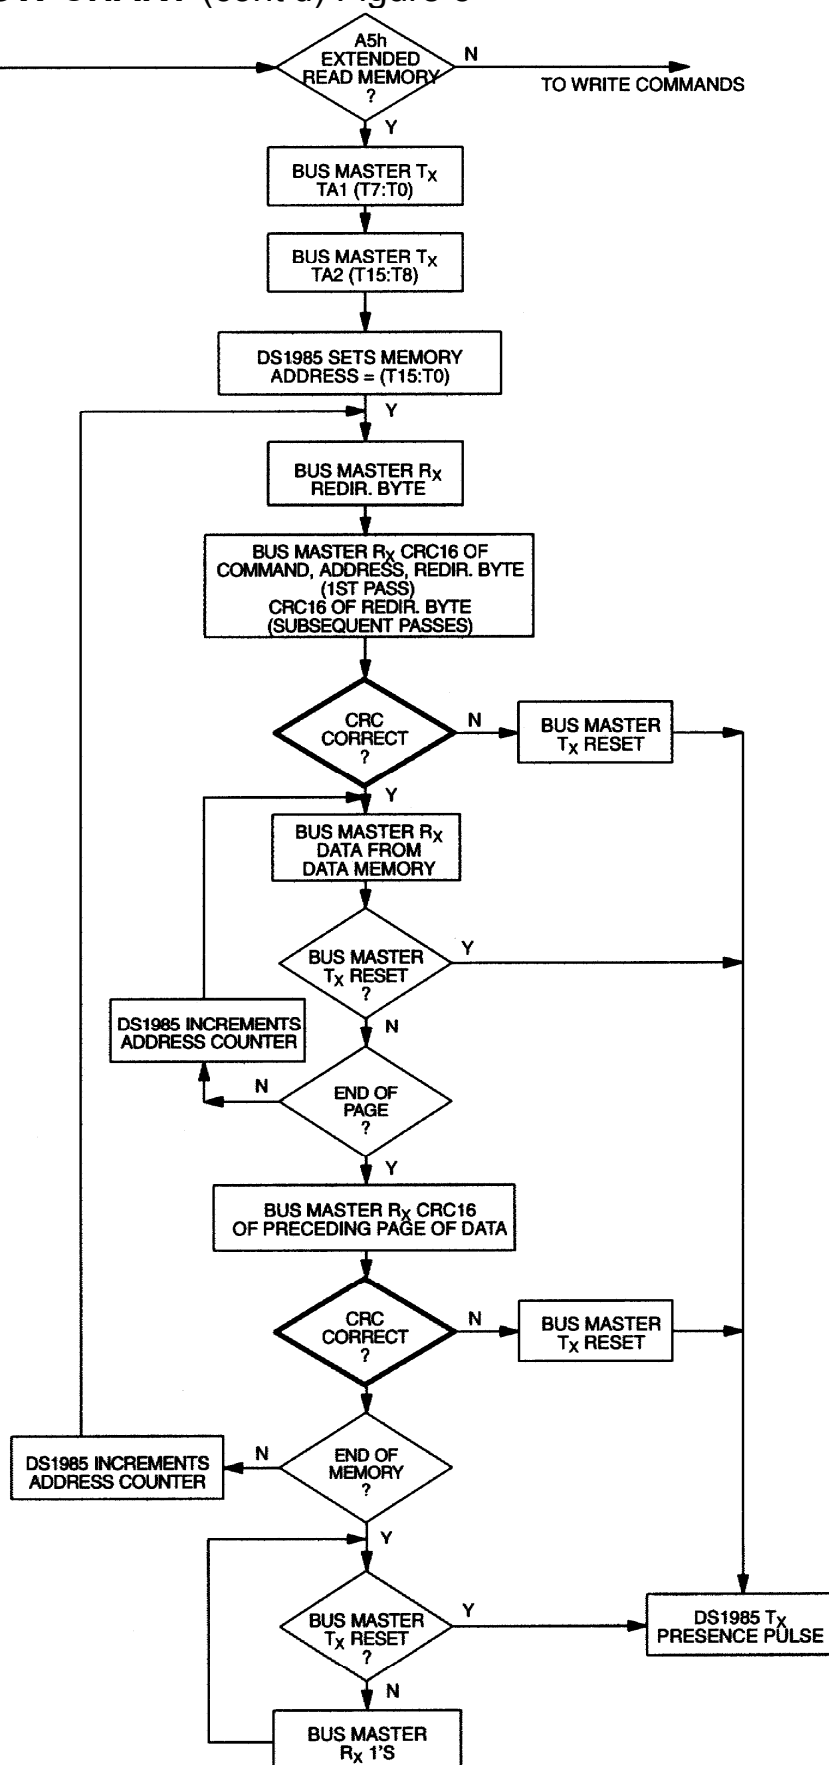 (cont'd) Figure 6
A5h
EXTENDED
READ MEMORY
?
N
TO WRITE COMMANDS
Y
BUS MASTER TX
TA1 (T7:T0)
BUS MASTER TX
TA2 (T15:T8)
DS1985 SETS MEMORY
ADDRESS = (T15:T0)
Y
BUS MASTER RX
REDIR. BYTE
BUS MASTER RX CRC16 OF
COMMAND, ADDRESS, REDIR. BYTE
(1ST PASS)
CRC16 OF REDIR. BYTE
(SUBSEQUENT PASSES)
CRC
CORRECT
?
N
BUS MASTER
TX RESET
Y
BUS MASTER RX
DATA FROM
DATA MEMORY
BUS MASTER
TX RESET
?
Y
DS1985 INCREMENTS
ADDRESS COUNTER
N
END OF
PAGE
?
N
Y
BUS MASTER RX CRC16
OF PRECEDING PAGE OF DATA
CRC
CORRECT
?
N
BUS MASTER
TX RESET
DS1985 INCREMENTS
ADDRESS COUNTER
N
END OF
MEMORY
?
Y
BUS MASTER
TX RESET
?
Y
DS1985 TX
PRESENCE PULSE
N
BUS MASTER
RX 1'S